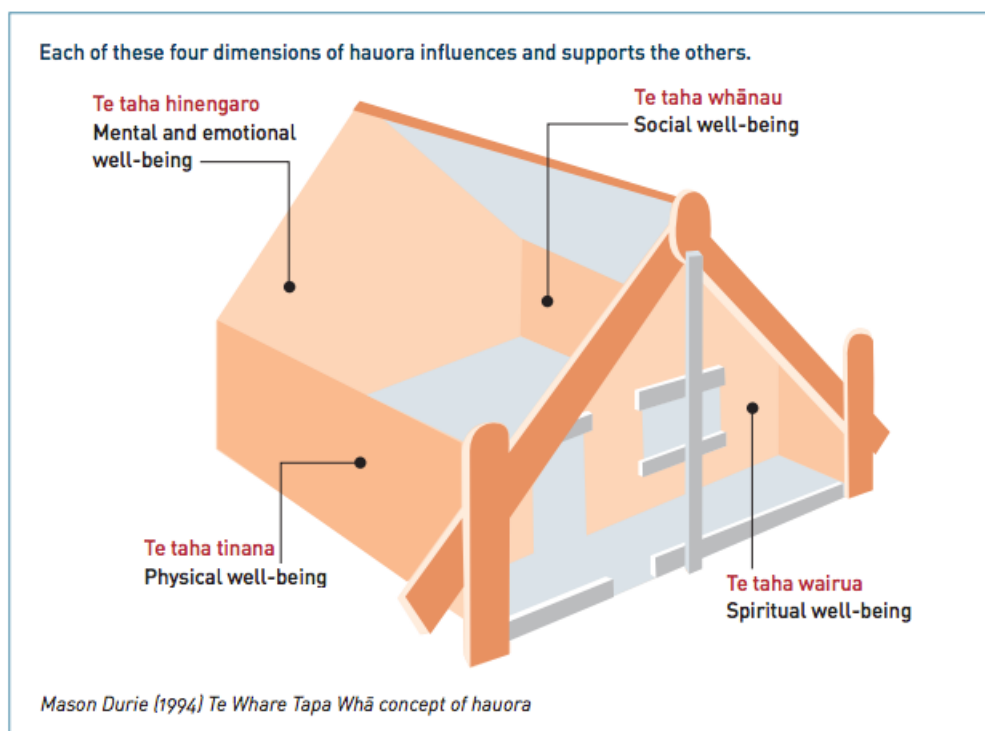 Each of these four dimensions of hauora influences and supports the others.
Te taha hinengaro
Mental and emotional
well-being
Te taha whānau
Social well-being
Te taha tinana
Physical well-being
Te taha wairua
Spiritual well-being
Mason Durie (1994) Te Whare Tapa Whā concept of hauora